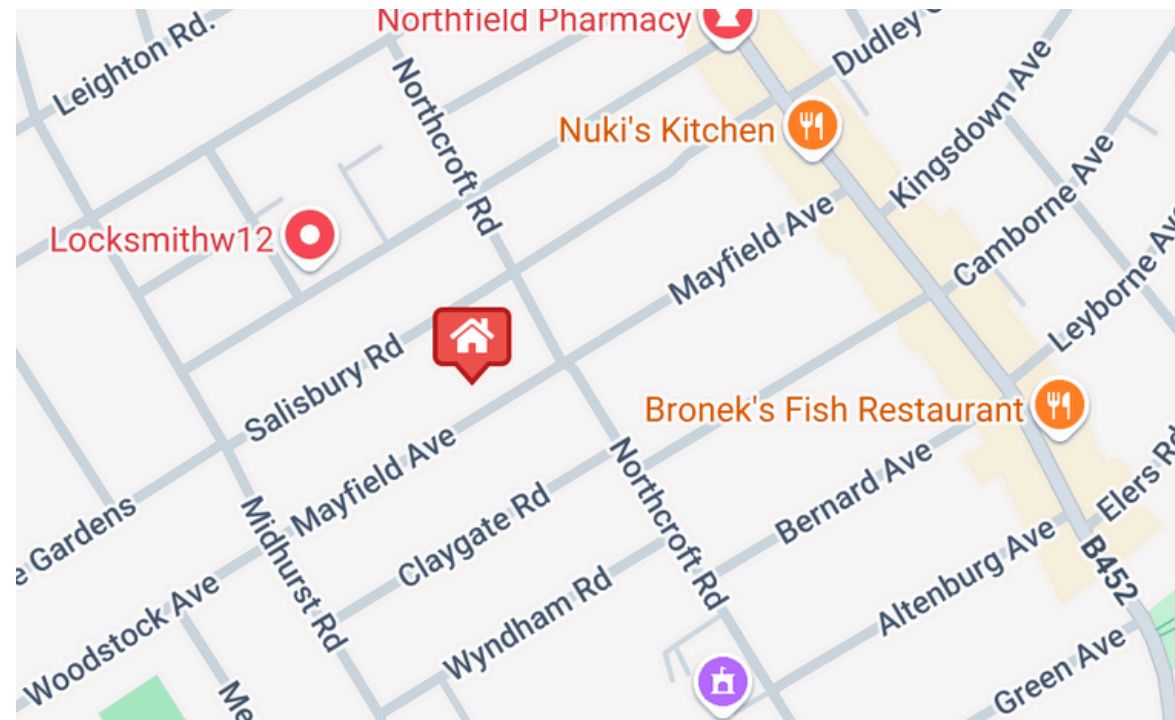 Northfield Pharmacy
Leighton Rd.
Dudley
Northcroft Rd
Kingsdown Ave
Nuki's Kitchen
Camborne Ave
Mayfield Ave
Locksmithw12
Leyborne Av
Salisbury Rd
Bronek's Fish Restaurant
Mayfield Ave
Northcroft Rd
Bernard Ave
Elers Rd
Claygate Rd
e Gardens
Midhurst Rd
Altenburg Ave
B452
Wyndham Rd
Woodstock Ave
Green Ave
Me